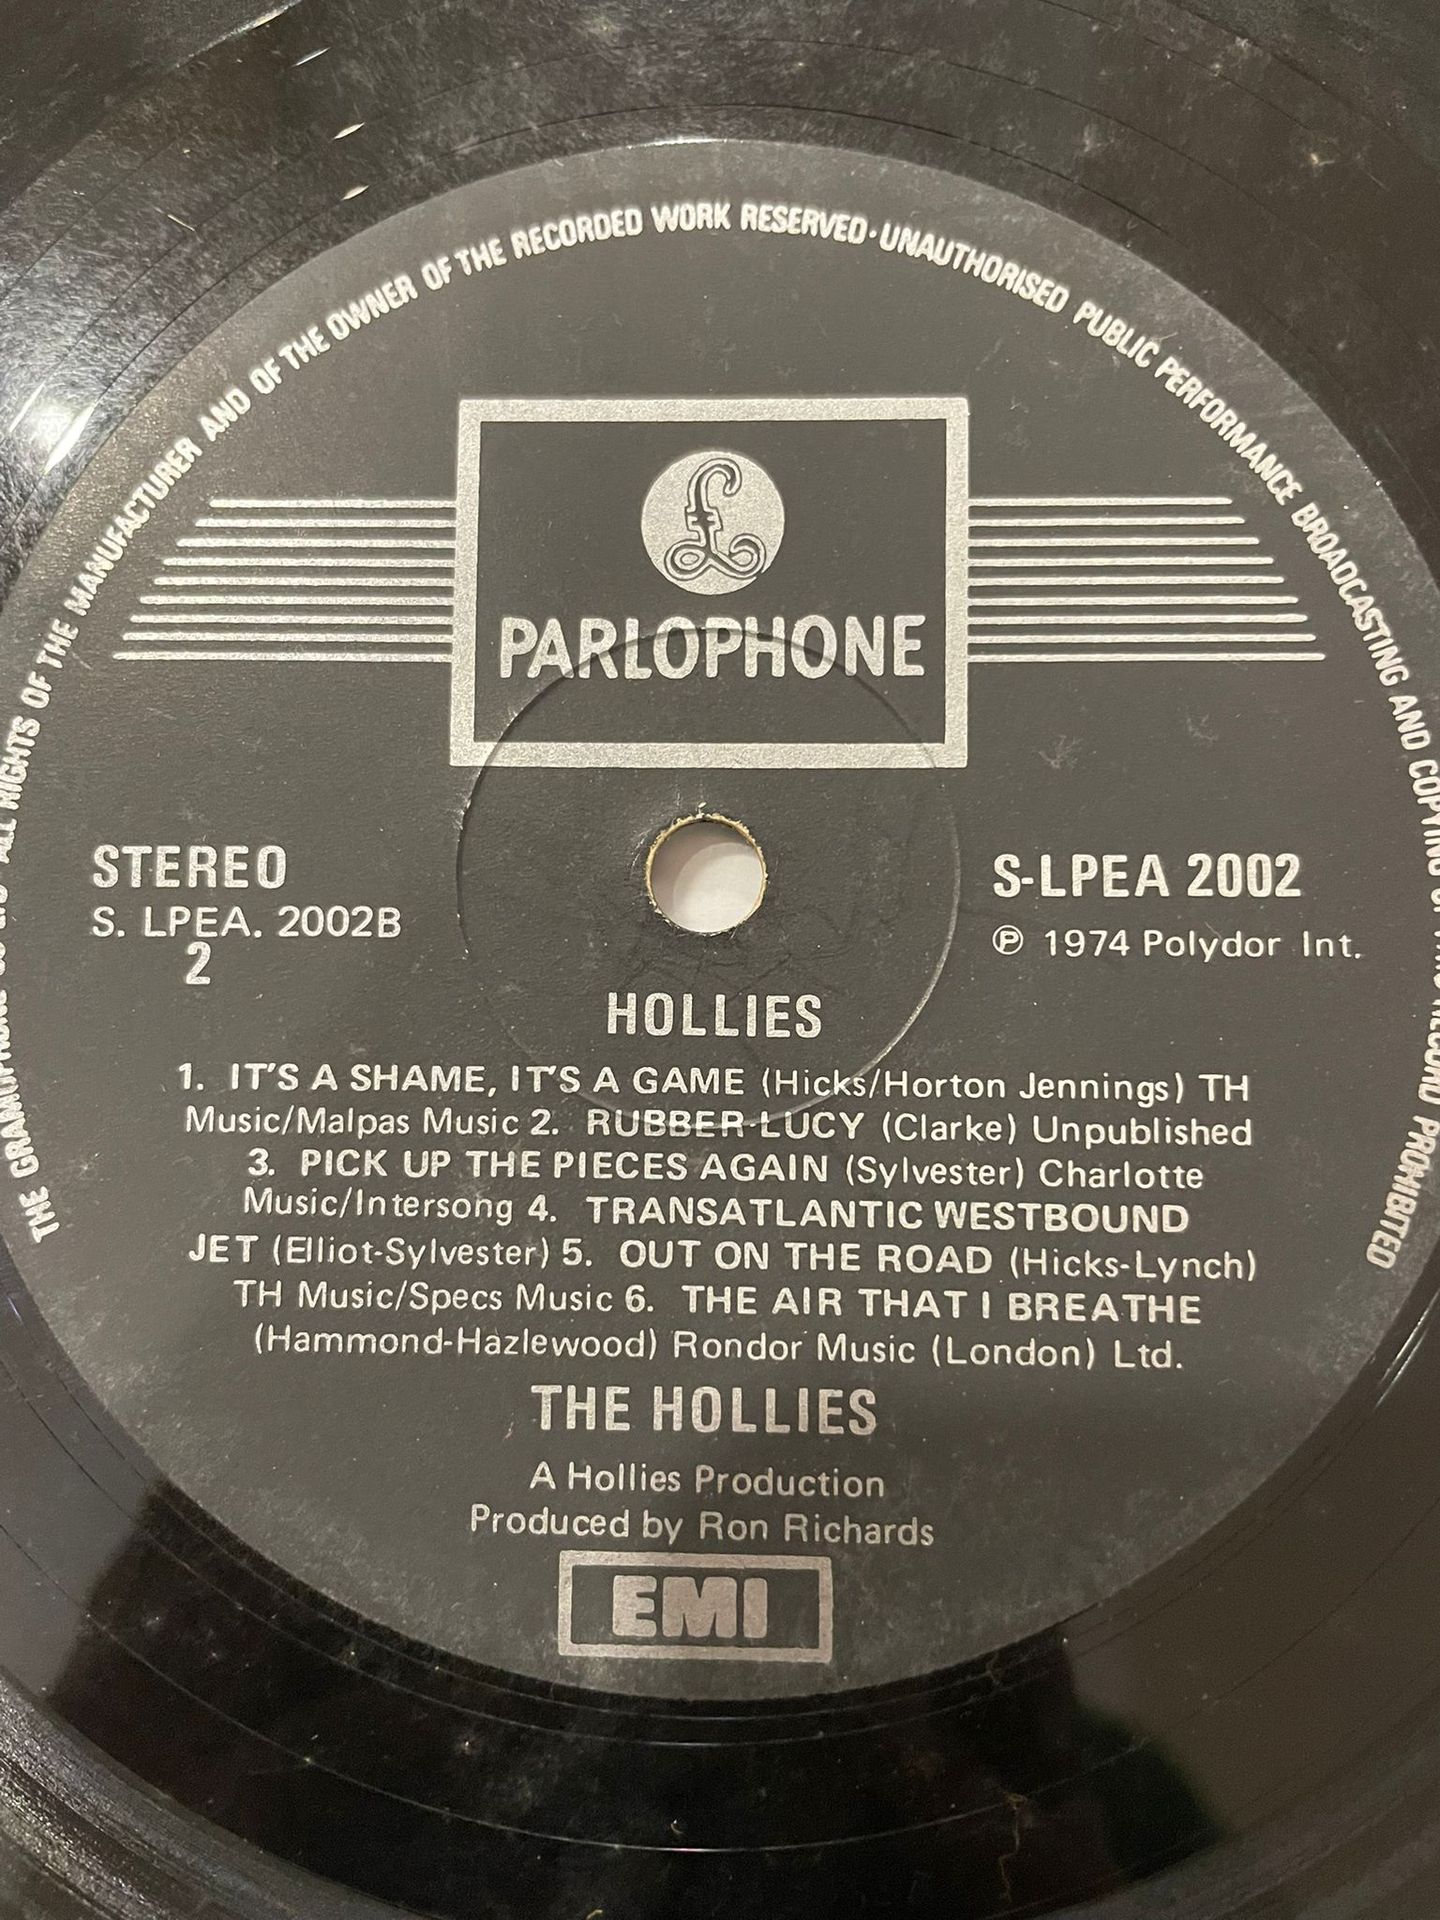 THE GRAMOPHONE CO. LTD. ALL RIGHTS OF THE MANUFACTURER AND OF THE OWNER OF THE RECORDED WORK RESERVED·UNAUTHORISED PUBLIC PERFORMANCE BROADCASTING AND COPYING OF THIS RECORD PROHIBITED
£
PARLOPHONE
STEREO
S-LPEA 2002
S. LPEA. 2002B
℗ 1974 Polydor Int.
2
HOLLIES
1. IT'S A SHAME, IT'S A GAME (Hicks/Horton Jennings) TH
Music/Malpas Music 2. RUBBER-LUCY (Clarke) Unpublished
3. PICK UP THE PIECES AGAIN (Sylvester) Charlotte
Music/Intersong 4. TRANSATLANTIC WESTBOUND
JET (Elliot-Sylvester) 5. OUT ON THE ROAD (Hicks-Lynch)
TH Music/Specs Music 6. THE AIR THAT I BREATHE
(Hammond-Hazlewood) Rondor Music (London) Ltd.
THE HOLLIES
A Hollies Production
Produced by Ron Richards
EMI